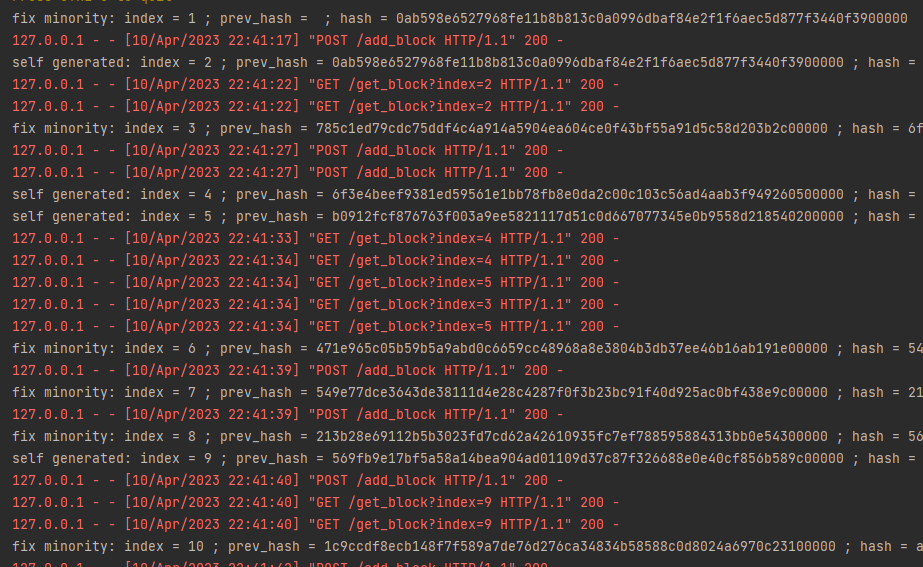 fix minority: index = 1 ; prev_hash =  ; hash = 0ab598e6527968fe11b8b813c0a0996dbaf84e2f1f6aec5d877f3440f3900000
127.0.0.1 - - [10/Apr/2023 22:41:17] "POST /add_block HTTP/1.1" 200 -
self generated: index = 2 ; prev_hash = 0ab598e6527968fe11b8b813c0a0996dbaf84e2f1f6aec5d877f3440f3900000 ; hash =
127.0.0.1 - - [10/Apr/2023 22:41:22] "GET /get_block?index=2 HTTP/1.1" 200 -
127.0.0.1 - - [10/Apr/2023 22:41:22] "GET /get_block?index=2 HTTP/1.1" 200 -
fix minority: index = 3 ; prev_hash = 785c1ed79cdc75ddf4c4a914a5904ea604ce0f43bf55a91d5c58d203b2c00000 ; hash = 6f
127.0.0.1 - - [10/Apr/2023 22:41:27] "POST /add_block HTTP/1.1" 200 -
127.0.0.1 - - [10/Apr/2023 22:41:27] "POST /add_block HTTP/1.1" 200 -
self generated: index = 4 ; prev_hash = 6f3e4beef9381ed59561e1bb78fb8e0da2c00c103c56ad4aab3f949260500000 ; hash =
self generated: index = 5 ; prev_hash = b0912fcf876763f003a9ee5821117d51c0d667077345e0b9558d218540200000 ; hash =
127.0.0.1 - - [10/Apr/2023 22:41:33] "GET /get_block?index=4 HTTP/1.1" 200 -
127.0.0.1 - - [10/Apr/2023 22:41:34] "GET /get_block?index=4 HTTP/1.1" 200 -
127.0.0.1 - - [10/Apr/2023 22:41:34] "GET /get_block?index=5 HTTP/1.1" 200 -
127.0.0.1 - - [10/Apr/2023 22:41:34] "GET /get_block?index=3 HTTP/1.1" 200 -
127.0.0.1 - - [10/Apr/2023 22:41:34] "GET /get_block?index=5 HTTP/1.1" 200 -
fix minority: index = 6 ; prev_hash = 471e965c05b59b5a9abd0c6659cc48968a8e3804b3db37ee46b16ab191e00000 ; hash = 54
127.0.0.1 - - [10/Apr/2023 22:41:39] "POST /add_block HTTP/1.1" 200 -
fix minority: index = 7 ; prev_hash = 549e77dce3643de38111d4e28c4287f0f3b23bc91f40d925ac0bf438e9c00000 ; hash = 21
127.0.0.1 - - [10/Apr/2023 22:41:39] "POST /add_block HTTP/1.1" 200 -
fix minority: index = 8 ; prev_hash = 213b28e69112b5b3023fd7cd62a42610935fc7ef788595884313bb0e54300000 ; hash = 56
self generated: index = 9 ; prev_hash = 569fb9e17bf5a58a14bea904ad01109d37c87f326688e0e40cf856b589c00000 ; hash =
127.0.0.1 - - [10/Apr/2023 22:41:40] "POST /add_block HTTP/1.1" 200 -
127.0.0.1 - - [10/Apr/2023 22:41:40] "GET /get_block?index=9 HTTP/1.1" 200 -
127.0.0.1 - - [10/Apr/2023 22:41:40] "GET /get_block?index=9 HTTP/1.1" 200 -
fix minority: index = 10 ; prev_hash = 1c9ccdf8ecb148f7f589a7de76d276ca34834b58588c0d8024a6970c23100000 ; hash = a